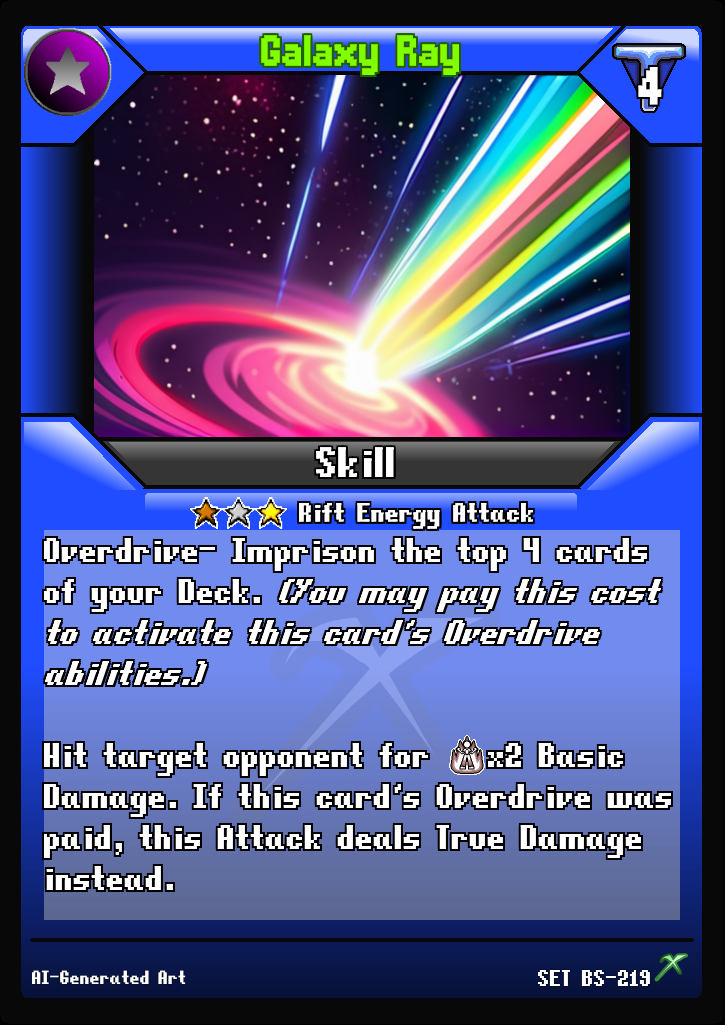 Galaxy Ray
4
Skill
Rift Energy Attack
Overdrive- Imprison the top 4 cards
of your Deck. (You may pay this cost
to activate this card's Overdrive
abilities.)
Hit target opponent for x2 Basic
Damage. If this card's Overdrive was
paid, this Attack deals True Damage
instead.
AI-Generated Art
SET BS-219